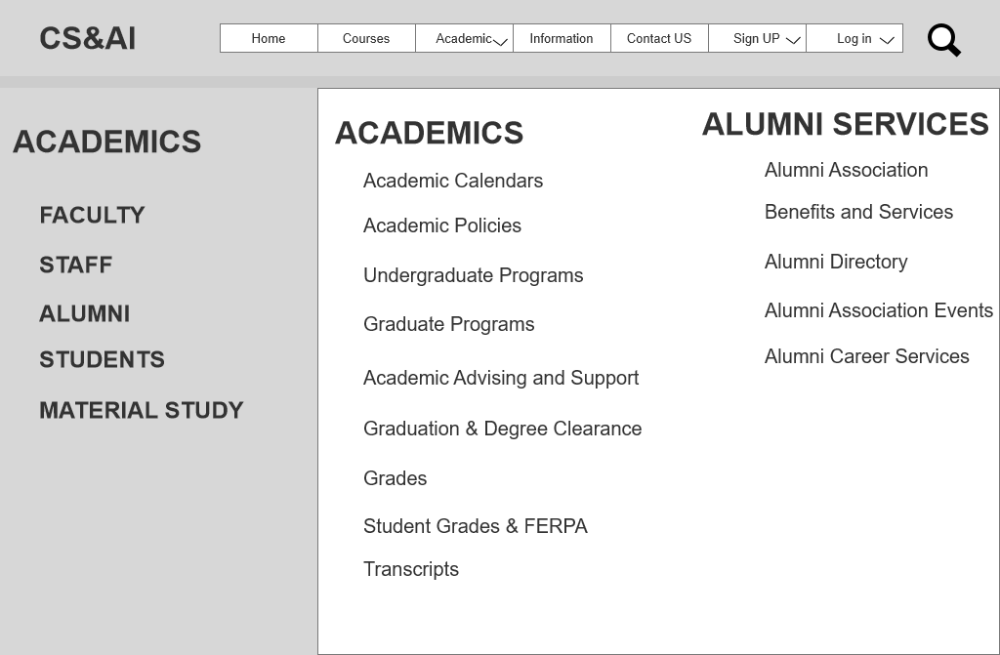 CS&AI
Home
Courses
Academic
Information
Contact US
Sign UP
Log in
ACADEMICS
FACULTY
STAFF
ALUMNI
STUDENTS
MATERIAL STUDY
ACADEMICS
Academic Calendars
Academic Policies
Undergraduate Programs
Graduate Programs
Academic Advising and Support
Graduation & Degree Clearance
Grades
Student Grades & FERPA
Transcripts
ALUMNI SERVICES
Alumni Association
Benefits and Services
Alumni Directory
Alumni Association Events
Alumni Career Services